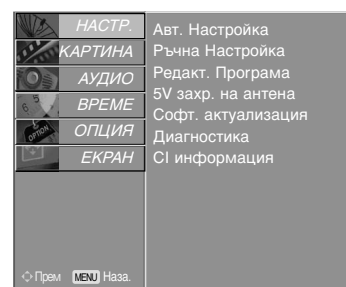 НАСТР.
КАРТИНА
АУДИО
ВРЕМЕ
ОПЦИЯ
ЕКРАН
Авт. Настройка
Ръчна Настройка
Редакт. Програма
5V захр. на антена
Софт. актуализация
Диагностика
CI информация
OPTION
Прем MENU Наза.